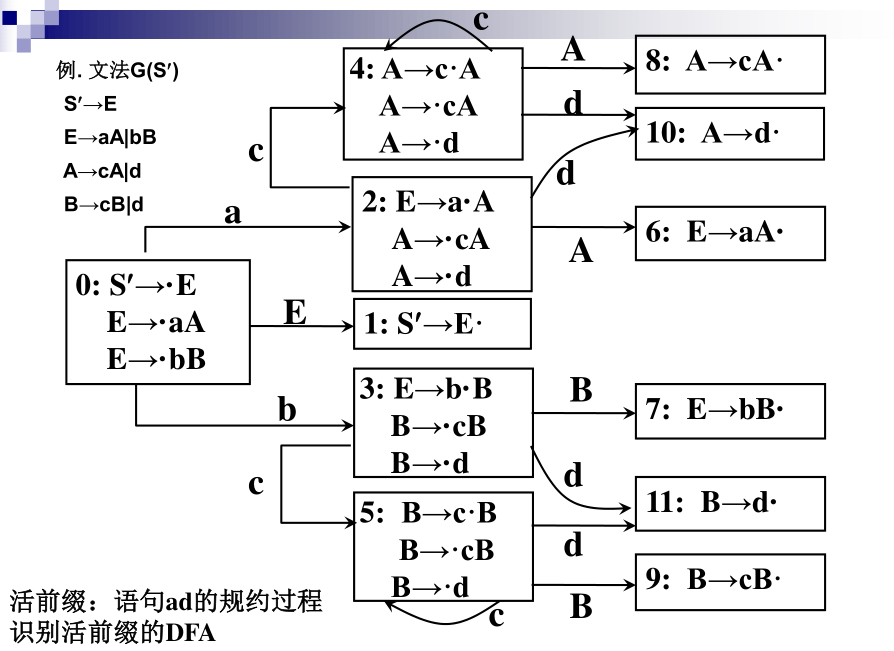 例. 文法G(S′)
S′→E
E→aA|bB
A→cA|d
B→cB|d
0: S′→·E
E→·aA
E→·bB
a
E
b
c
c
4: A→c·A
A→·cA
A→·d
2: E→a·A
A→·cA
A→·d
1: S′→E·
3: E→b·B
B→·cB
B→·d
c
5: B→c·B
B→·cB
B→·d
c
A
d
d
A
B
d
d
B
8: A→cA·
10: A→d·
6: E→aA·
7: E→bB·
11: B→d·
9: B→cB·
活前缀：语句ad的规约过程
识别活前缀的DFA